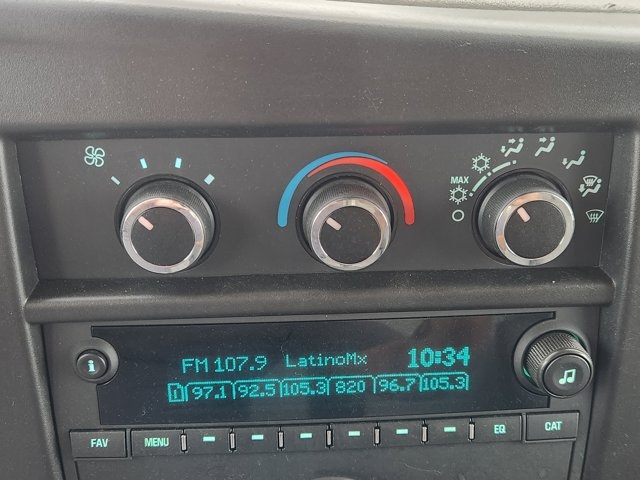 MAX
FM 107.9 LatinoMx 10:34
1 97.1 92.5 105.3 820 96.7 105.3
i
FAV MENU EQ CAT